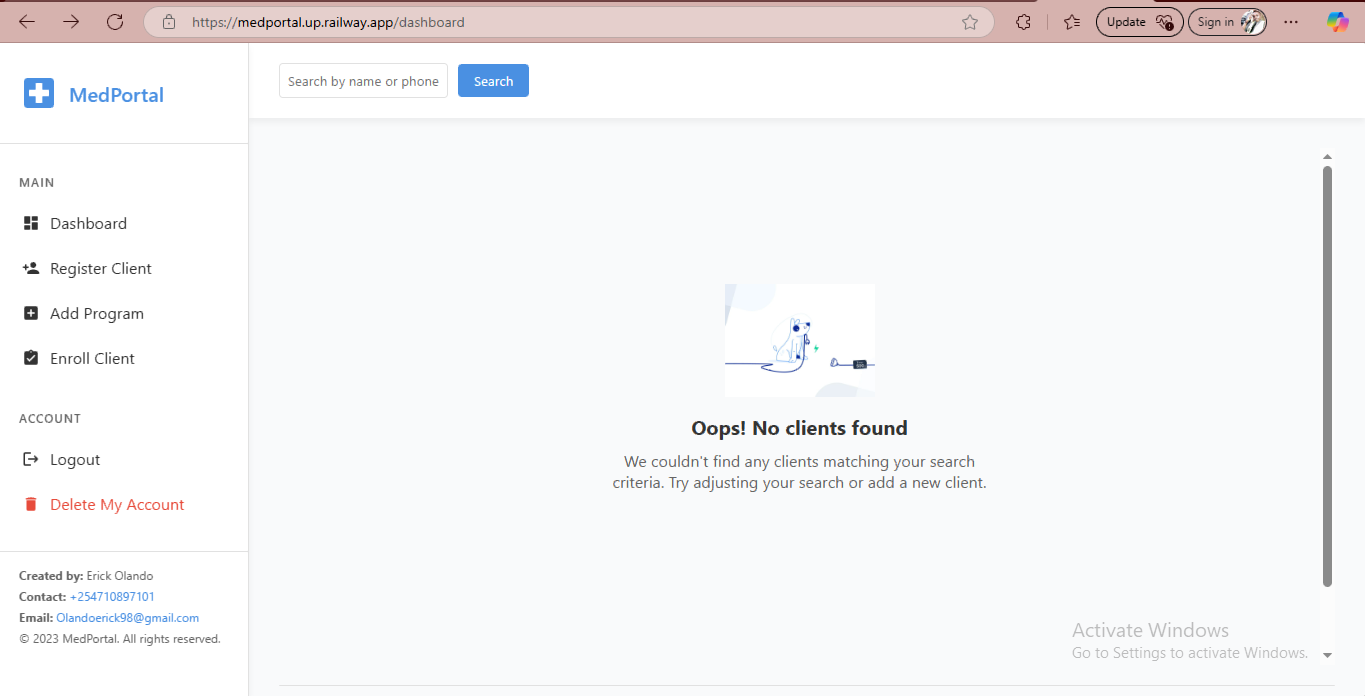 https://medportal.up.railway.app/dashboard
Update
Sign in
MedPortal
Search by name or phone
Search
MAIN
Dashboard
Register Client
Add Program
Enroll Client
ACCOUNT
Logout
Delete My Account
Created by: Erick Olando
Contact: +254710897101
Email: Olandoerick98@gmail.com
© 2023 MedPortal. All rights reserved.
Oops! No clients found
We couldn't find any clients matching your search
criteria. Try adjusting your search or add a new client.
Activate Windows
Go to Settings to activate Windows.